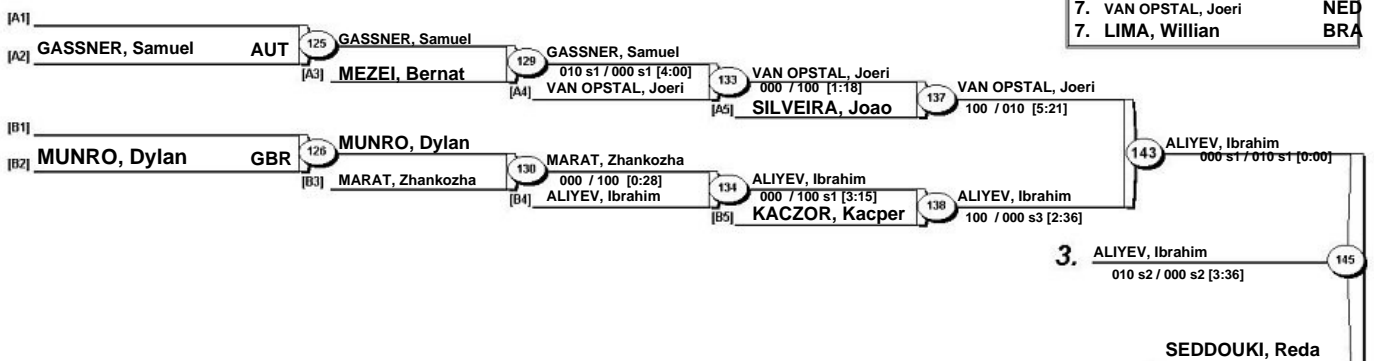 7. VAN OPSTAL, Joeri NED
7. LIMA, Willian BRA
[A1]
[A2] GASSNER, Samuel AUT
125
GASSNER, Samuel
[A3] MEZEI, Bernat
129
GASSNER, Samuel
010 s1 / 000 s1 [4:00]
[A4] VAN OPSTAL, Joeri
133
VAN OPSTAL, Joeri
000 / 100 [1:18]
[A5] SILVEIRA, Joao
137
VAN OPSTAL, Joeri
100 / 010 [5:21]
[B1]
[B2] MUNRO, Dylan GBR
126
MUNRO, Dylan
[B3] MARAT, Zhankozha
130
MARAT, Zhankozha
000 / 100 [0:28]
[B4] ALIYEV, Ibrahim
134
ALIYEV, Ibrahim
000 / 100 s1 [3:15]
[B5] KACZOR, Kacper
138
ALIYEV, Ibrahim
100 / 000 s3 [2:36]
143
ALIYEV, Ibrahim
000 s1 / 010 s1 [0:00]
3. ALIYEV, Ibrahim
010 s2 / 000 s2 [3:36]
145
SEDDOUKI, Reda